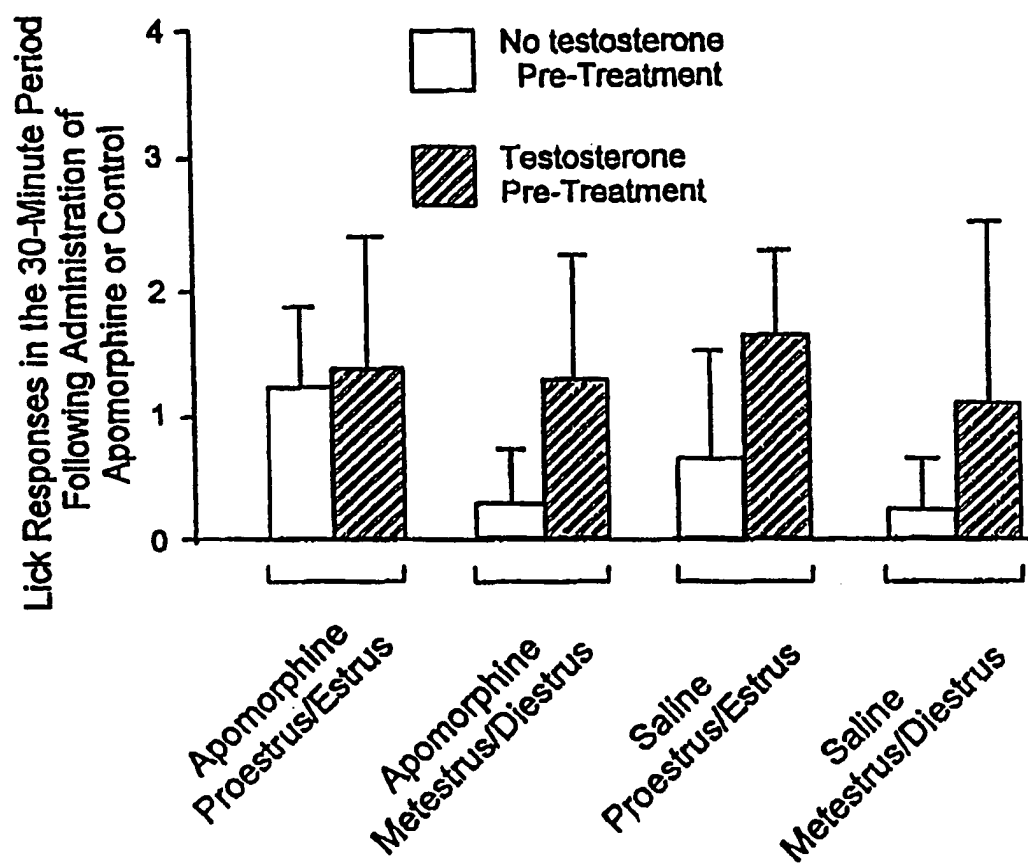 Lick Responses in the 30-Minute Period
Following Administration of
Apomorphine or Control
4
3
2
1
0
No testosterone
Pre-Treatment
Testosterone
Pre-Treatment
Apomorphine
Proestrus/Estrus
Apomorphine
Metestrus/Diestrus
Saline
Proestrus/Estrus
Saline
Metestrus/Diestrus